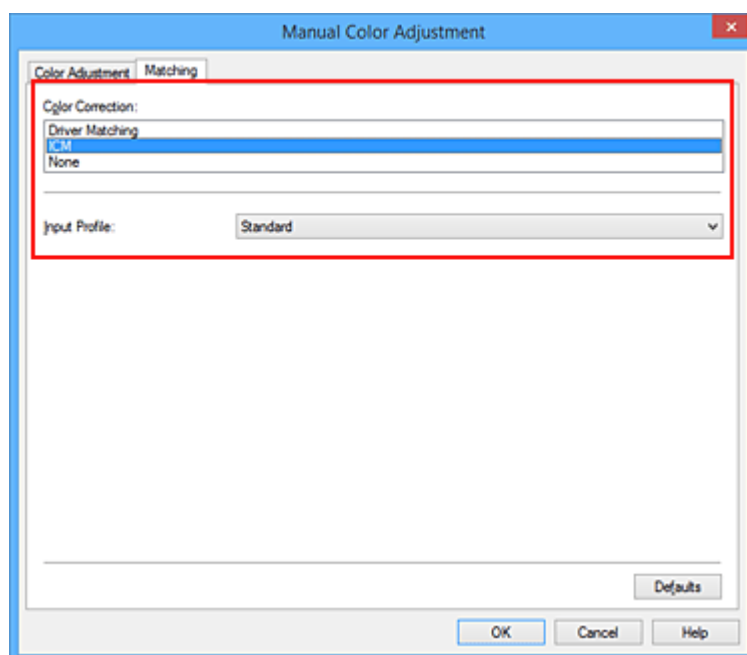 Manual Color Adjustment
Color Adjustment Matching
Color Correction:
Driver Matching
ICM
None
Input Profile: Standard
Defaults
OK Cancel Help